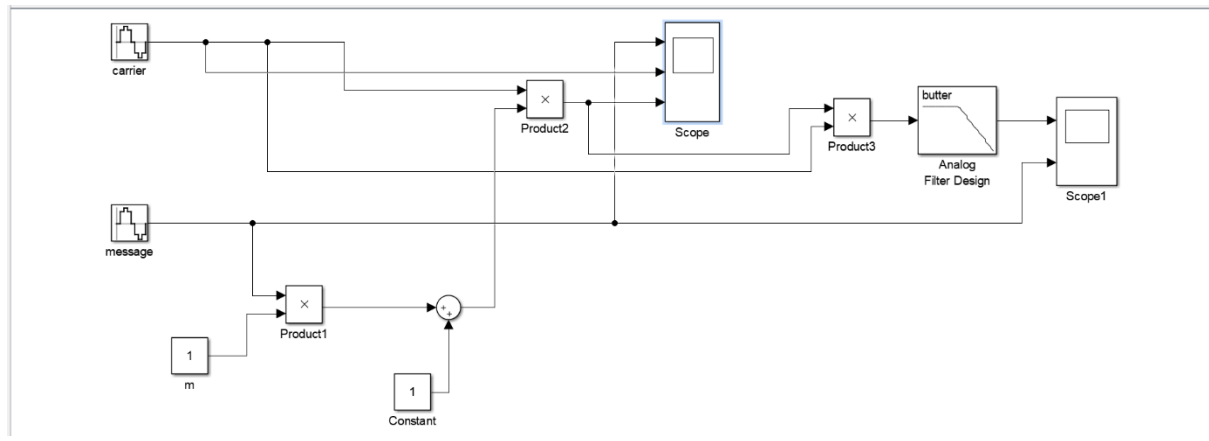 carrier
Scope
Product2
butter
Product3
Analog
Filter Design
Scope1
message
Product1
1
m
1
Constant